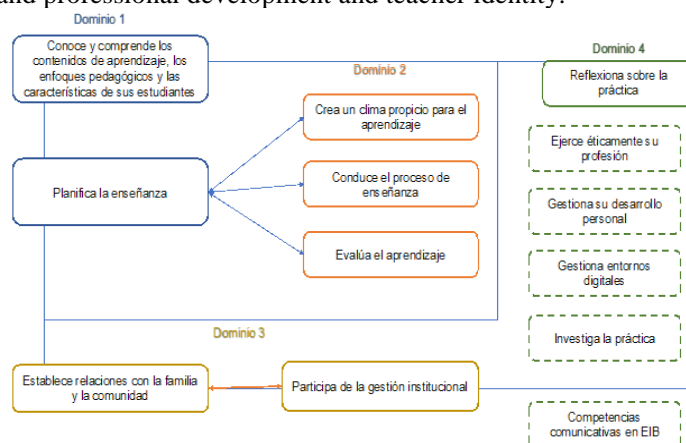 and professional development and teacher identity.
Dominio 1
Conoce y comprende los
contenidos de aprendizaje, los
enfoques pedagógicos y las
características de sus estudiantes
Planifica la enseñanza
Dominio 2
Crea un clima propicio para el
aprendizaje
Conduce el proceso de
enseñanza
Evalúa el aprendizaje
Dominio 3
Establece relaciones con la familia
y la comunidad
Participa de la gestión institucional
Dominio 4
Reflexiona sobre la
práctica
Ejerce éticamente su
profesión
Gestiona su desarrollo
personal
Gestiona entornos
digitales
Investiga la práctica
Competencias
comunicativas en EIB